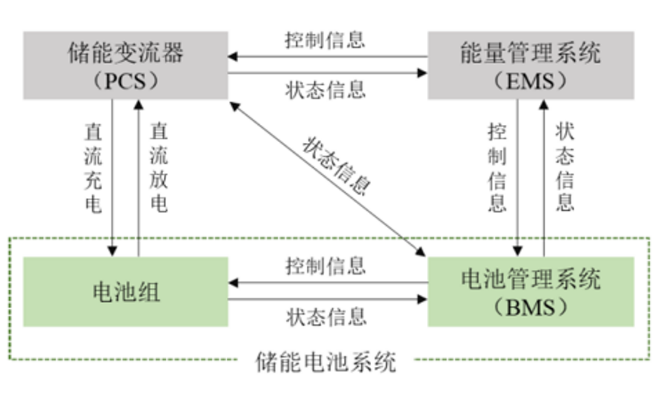 储能变流器
（PCS）
控制信息
状态信息
能量管理系统
（EMS）
直流充电
直流放电
状态信息
控制信息
状态信息
电池组
控制信息
状态信息
电池管理系统
（BMS）
储能电池系统